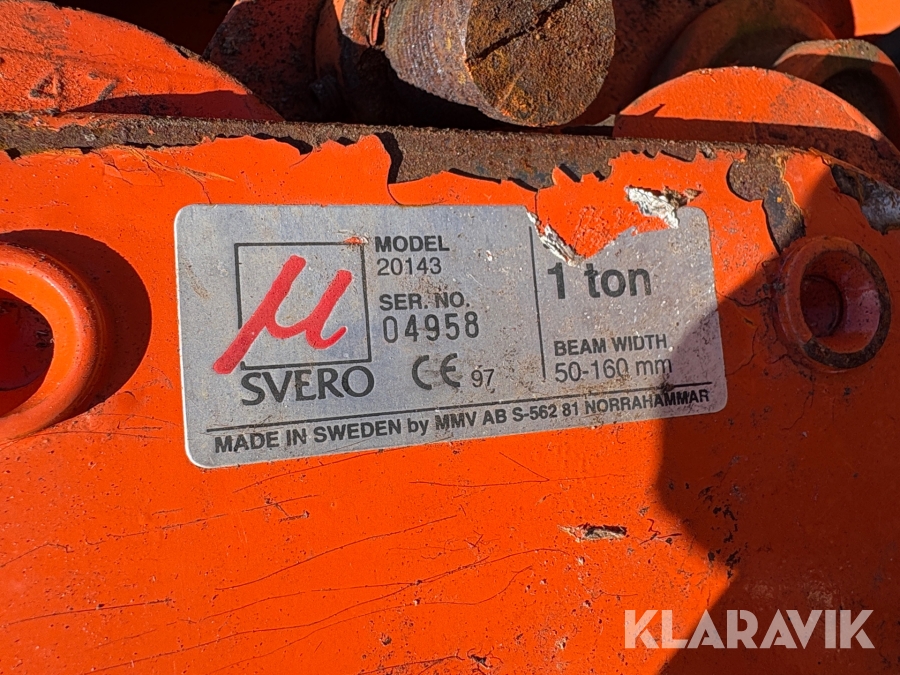 47
µ
SVERO
MODEL
20143
SER. NO.
04958
CE 97
1 ton
BEAM WIDTH
50-160 mm
MADE IN SWEDEN by MMV AB S-562 81 NORRAHAMMAR
KLARAVIK